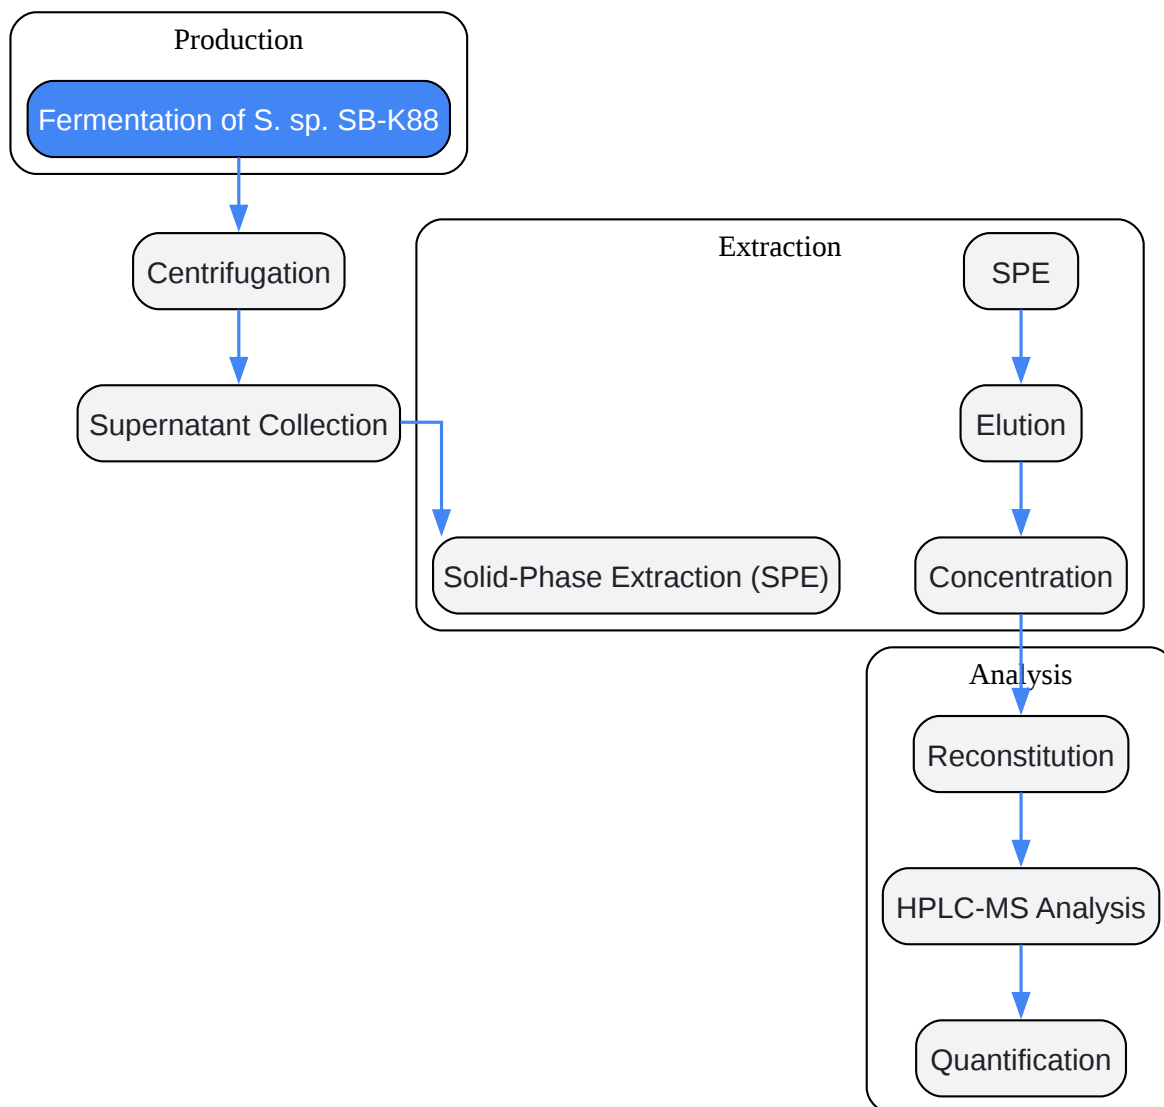 Production
Fermentation of S. sp. SB-K88
Centrifugation
Supernatant Collection
Extraction
SPE
Elution
Solid-Phase Extraction (SPE)
Concentration
Analysis
Reconstitution
HPLC-MS Analysis
Quantification